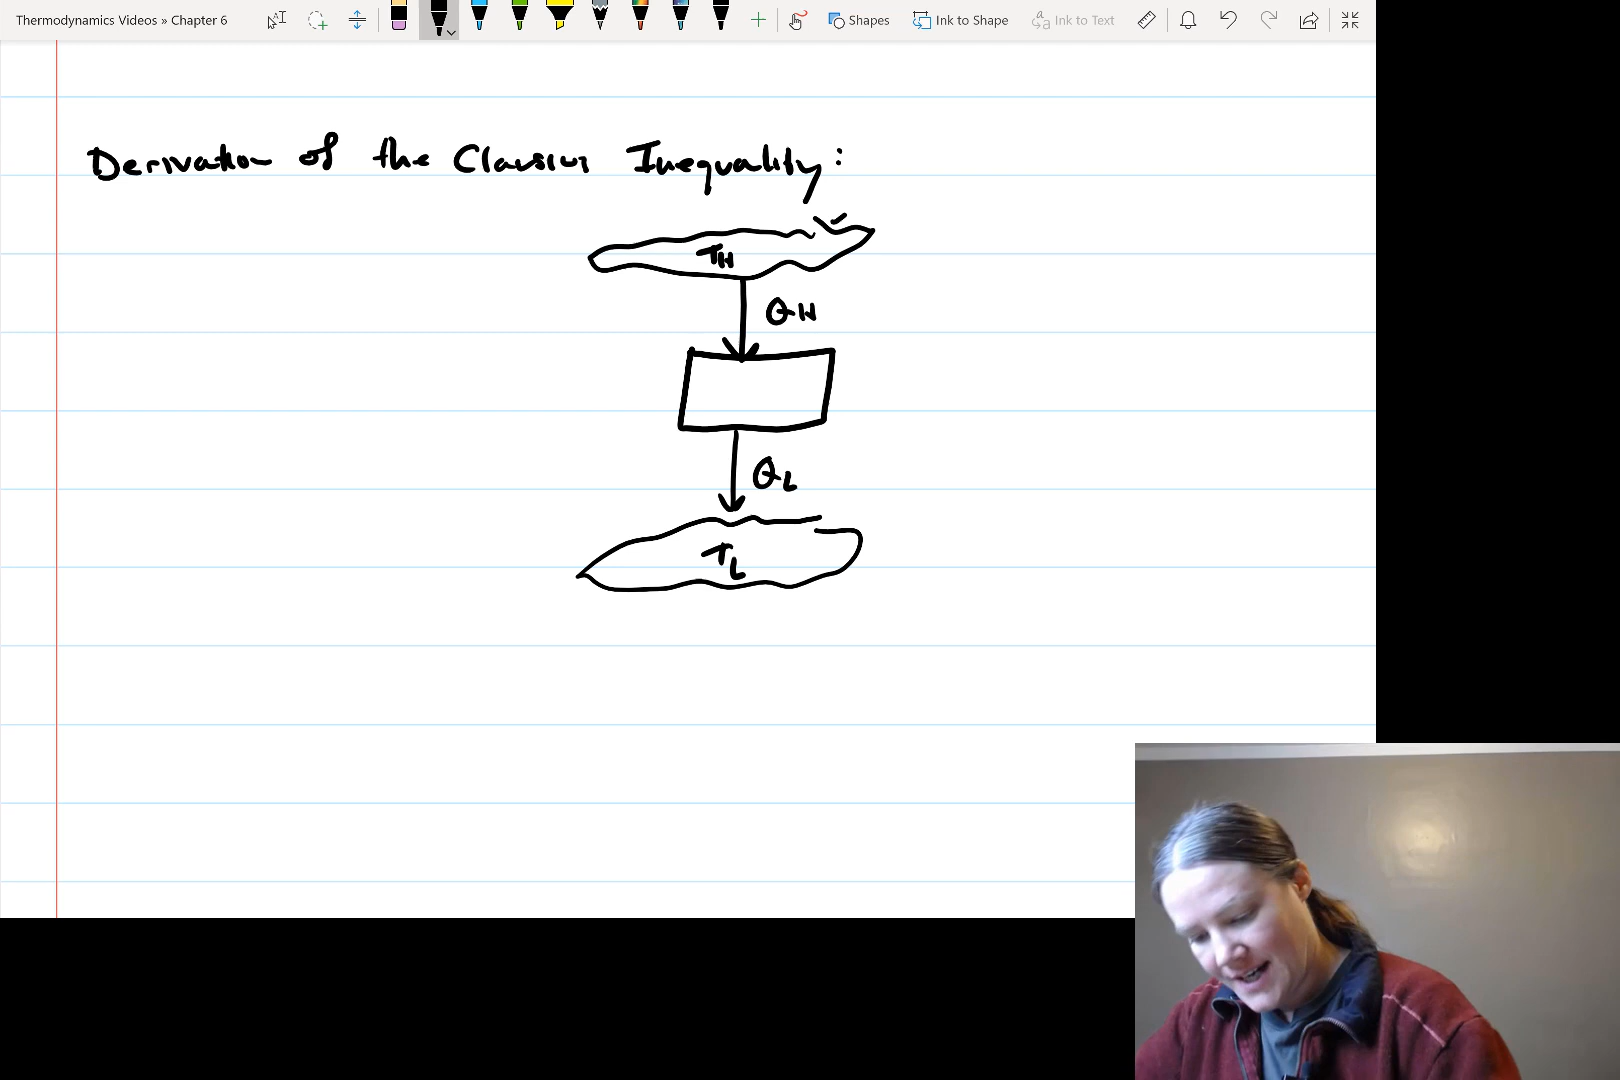 Thermodynamics Videos » Chapter 6
Shapes
Ink to Shape
Ink to Text
Derivation of the Clausius Inequality:
TH
QH
QL
TL